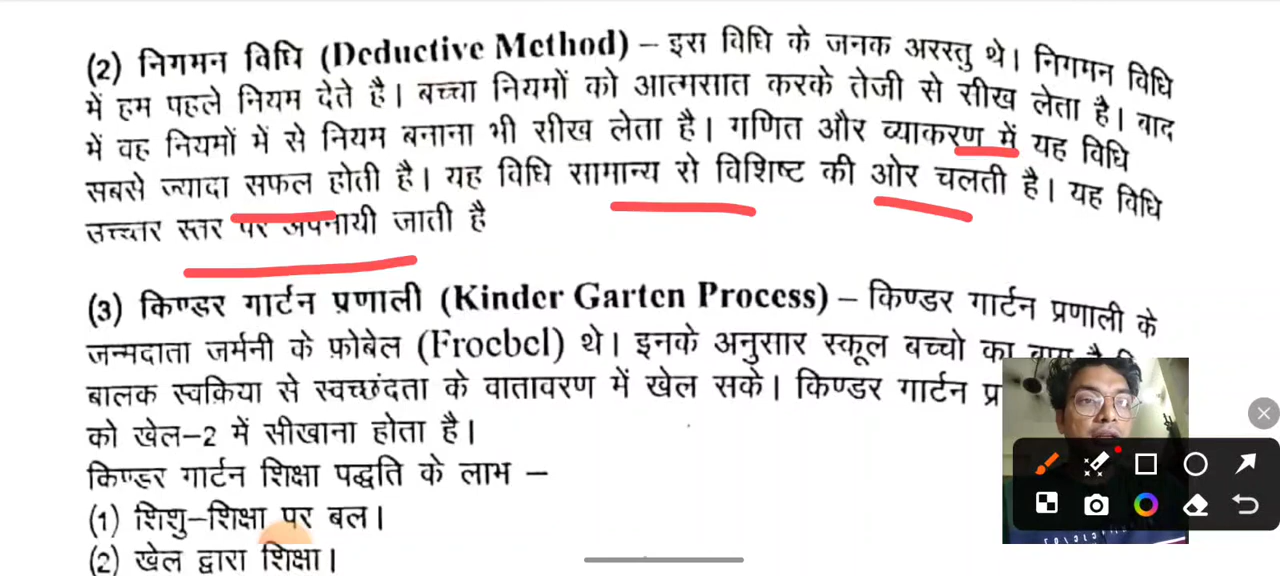 (2) निगमन विधि (Deductive Method) – इस विधि के जनक अरस्तु थे। निगमन विधि
में हम पहले नियम देते है। बच्चा नियमों को आत्मसात करके तेजी से सीख लेता है। बाद
में वह नियमों में से नियम बनाना भी सीख लेता है। गणित और व्याकरण में यह विधि
सबसे ज्यादा सफल होती है। यह विधि सामान्य से विशिष्ट की ओर चलती है। यह विधि
उच्चतर स्तर पर अपनायी जाती है
(3) किण्डर गार्टन प्रणाली (Kinder Garten Process) – किण्डर गार्टन प्रणाली के
जन्मदाता जर्मनी के फ्रोबेल (Froebel) थे। इनके अनुसार स्कूल बच्चो का
बालक स्वक्रिया से स्वच्छंदता के वातावरण में खेल सके। किण्डर गार्टन
को खेल–2 में सीखाना होता है।
किण्डर गार्टन शिक्षा पद्धति के लाभ –
(1) शिशु–शिक्षा पर बल।
(2) खेल द्वारा शिक्षा।